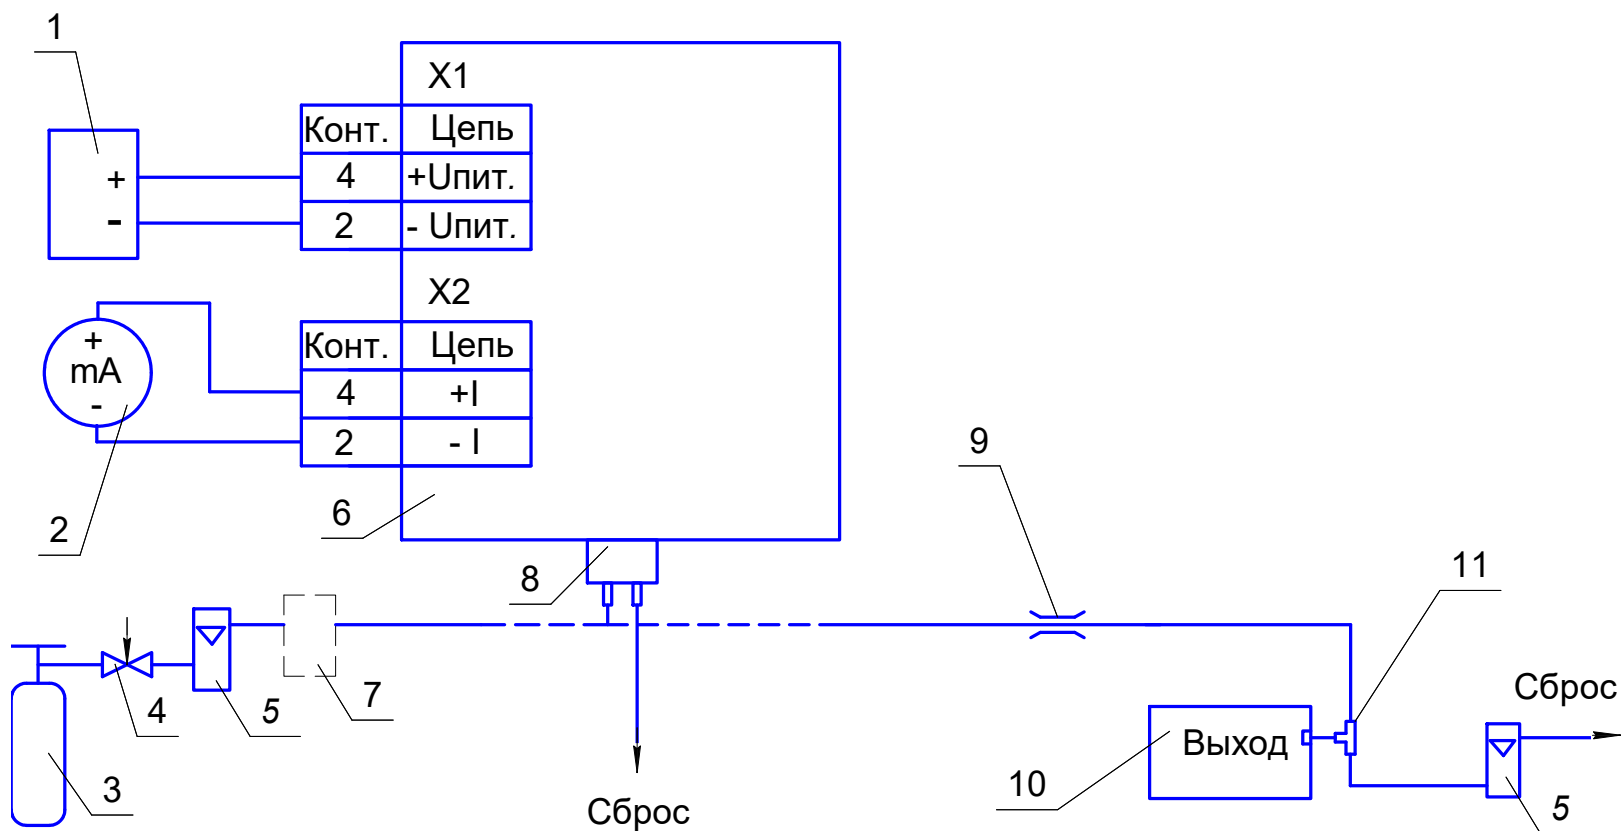 1
X1
Конт. Цепь
4 +Uпит.
2 - Uпит.
+
-
X2
Конт. Цепь
4 +I
2 - I
+
mA
-
2
6
9
8
11
4
5
7
3
Сброс
10
Выход
Сброс
5